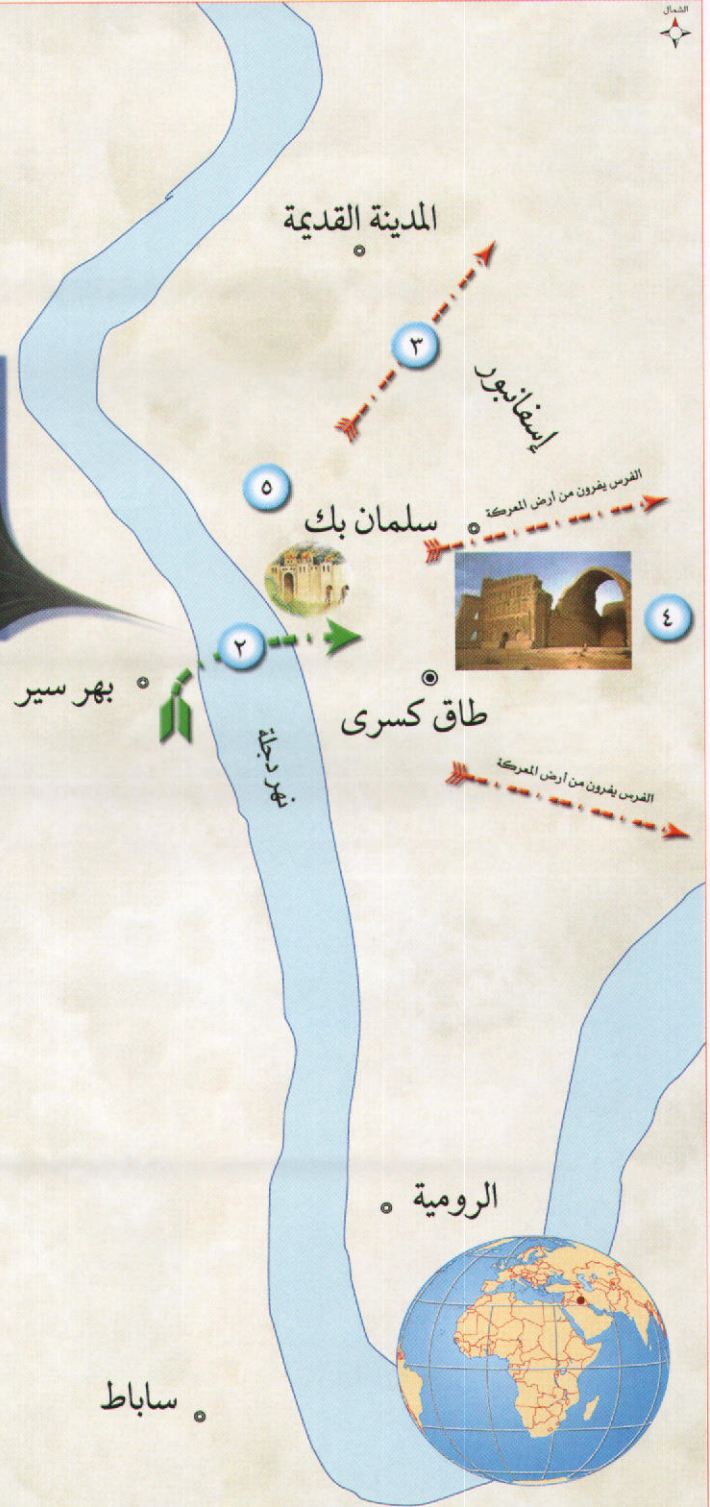 الشمال
المدينة القديمة
٣
إسفانبور
٥
الفرس يفرون من أرض المعركة
سلمان بك
٤
٢
بهر سير
طاق كسرى
نهر دجلة
الفرس يفرون من أرض المعركة
الرومية
ساباط